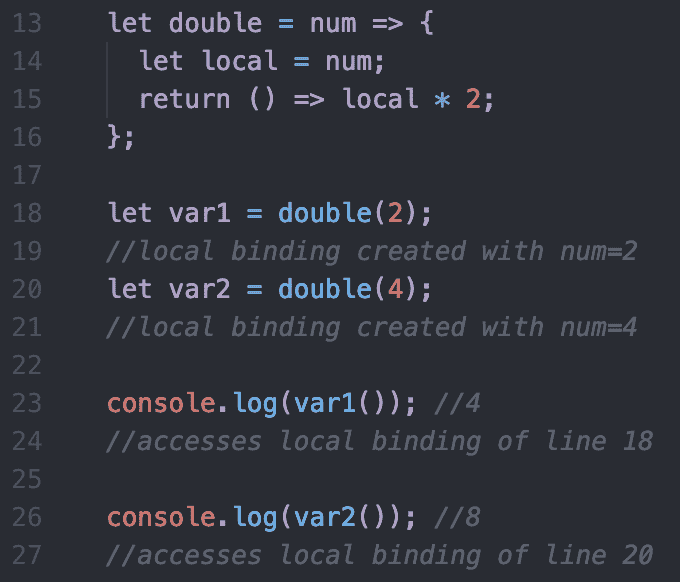 13 let double = num => {
14 let local = num;
15 return () => local * 2;
16 };
17
18 let var1 = double(2);
19 //local binding created with num=2
20 let var2 = double(4);
21 //local binding created with num=4
22
23 console.log(var1()); //4
24 //accesses local binding of line 18
25
26 console.log(var2()); //8
27 //accesses local binding of line 20